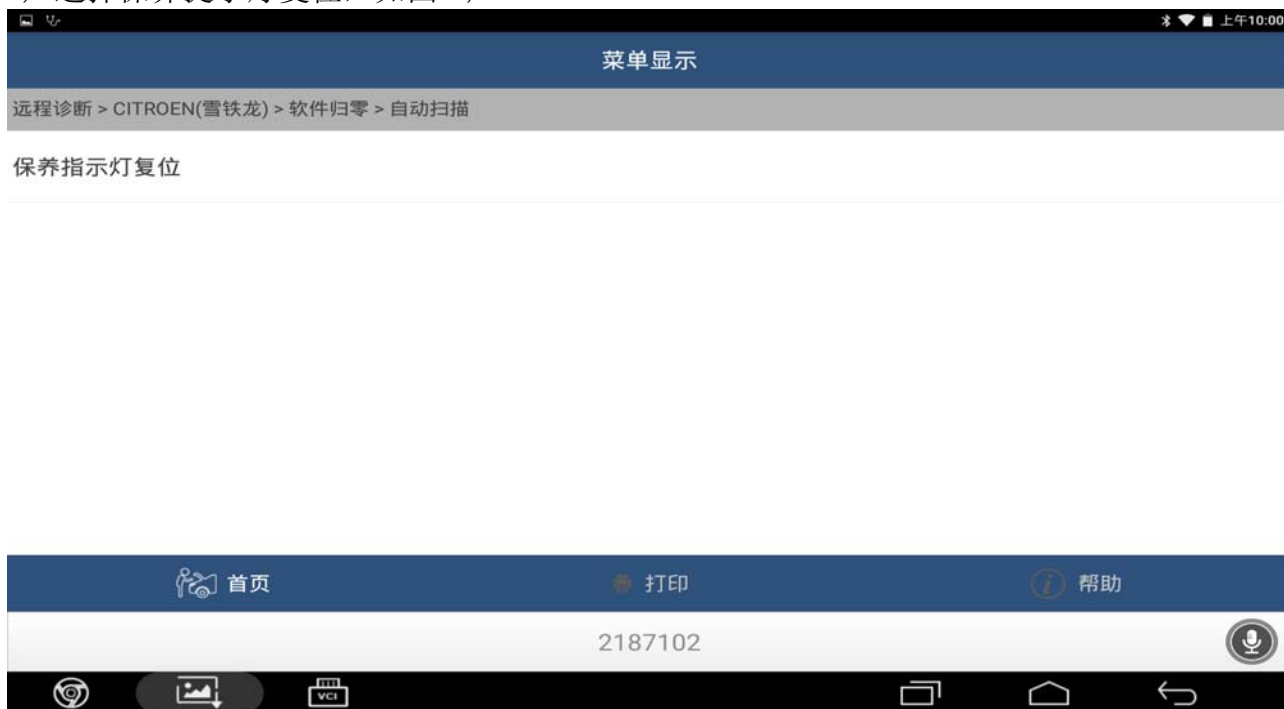 上午10:00
菜单显示
远程诊断 > CITROEN(雪铁龙) > 软件归零 > 自动扫描
保养指示灯复位
首页
打印
帮助
2187102
VCI